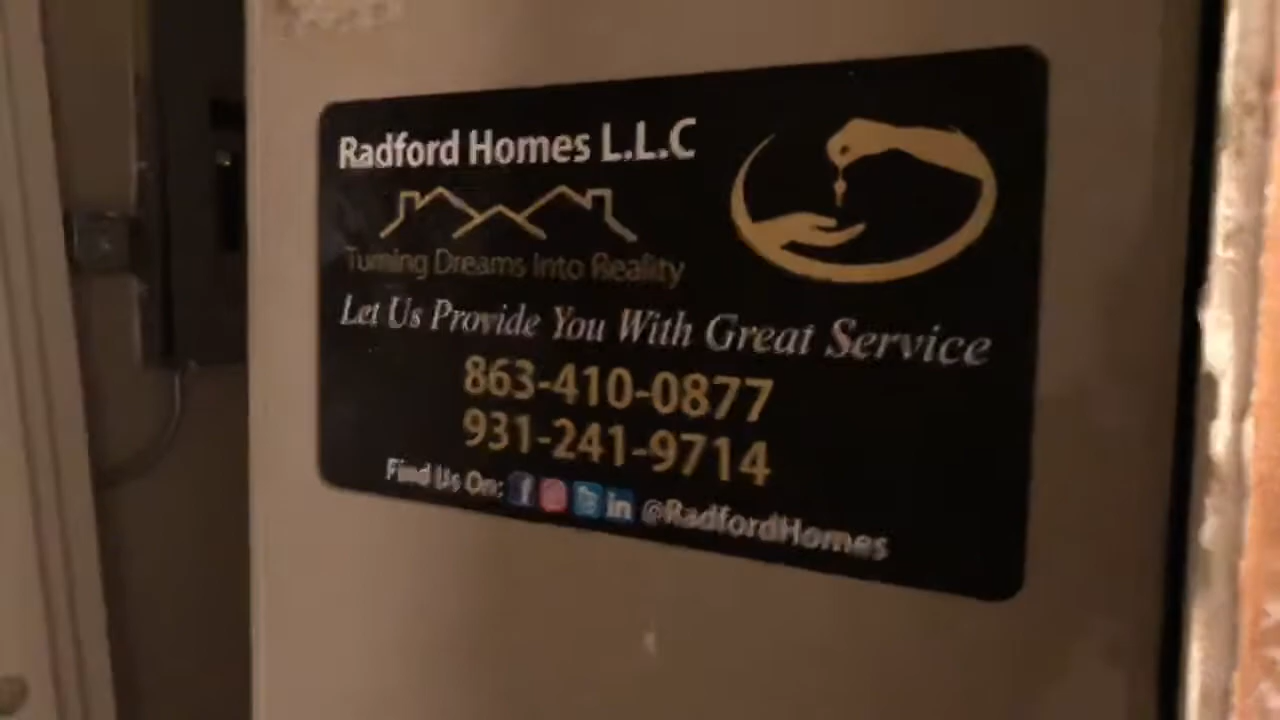 Radford Homes L.L.C
Turning Dreams Into Reality
Let Us Provide You With Great Service
863-410-0877
931-241-9714
Find Us On: f in @RadfordHomes